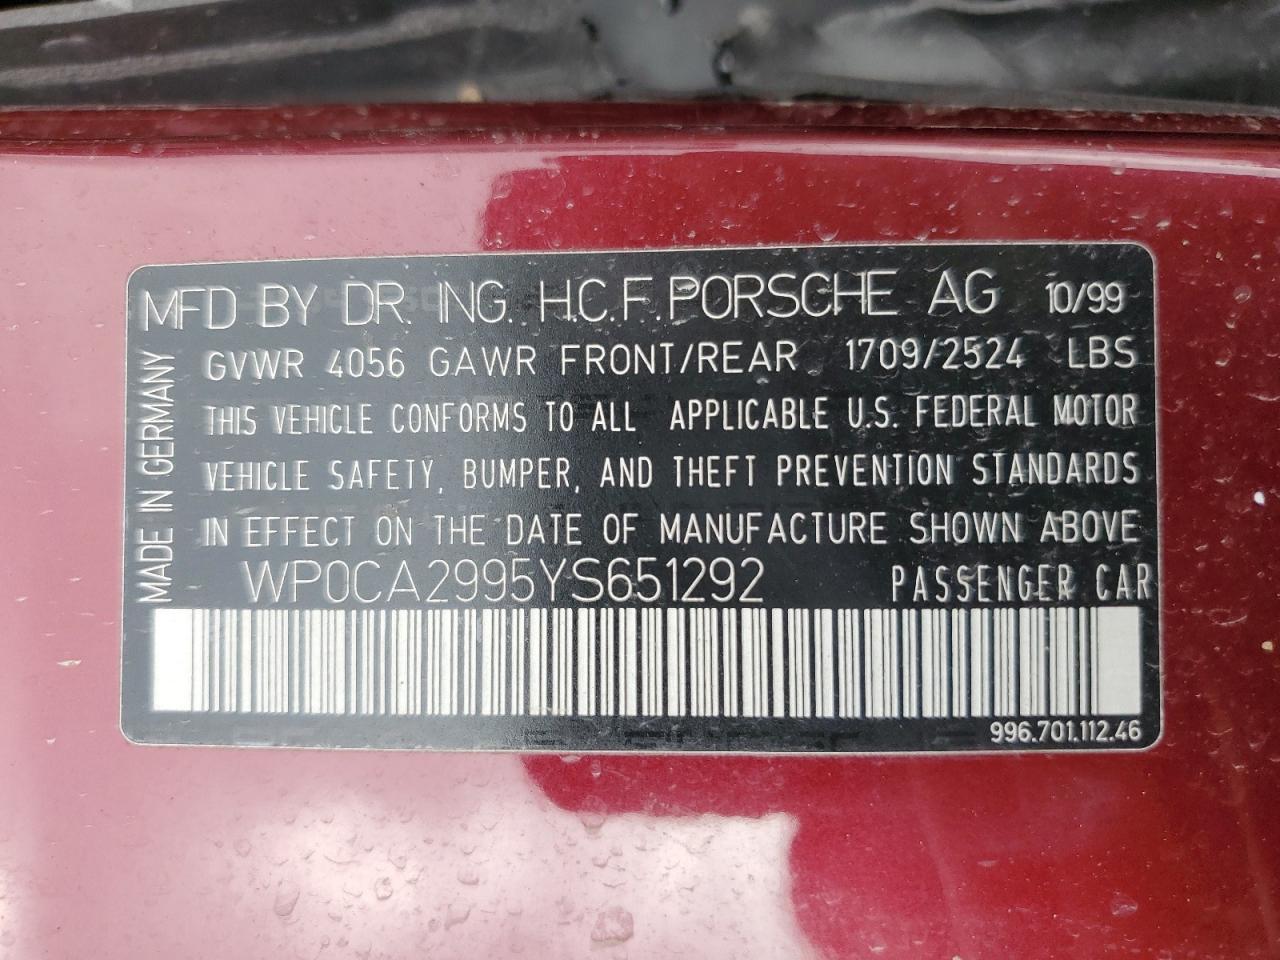 MFD BY DR. ING. H.C.F. PORSCHE AG 10/99
GVWR 4056 GAWR FRONT/REAR 1709/2524 LBS
THIS VEHICLE CONFORMS TO ALL APPLICABLE U.S. FEDERAL MOTOR
VEHICLE SAFETY, BUMPER, AND THEFT PREVENTION STANDARDS
IN EFFECT ON THE DATE OF MANUFACTURE SHOWN ABOVE
WP0CA2995YS651292 PASSENGER CAR
996.701.112.46
MADE IN GERMANY